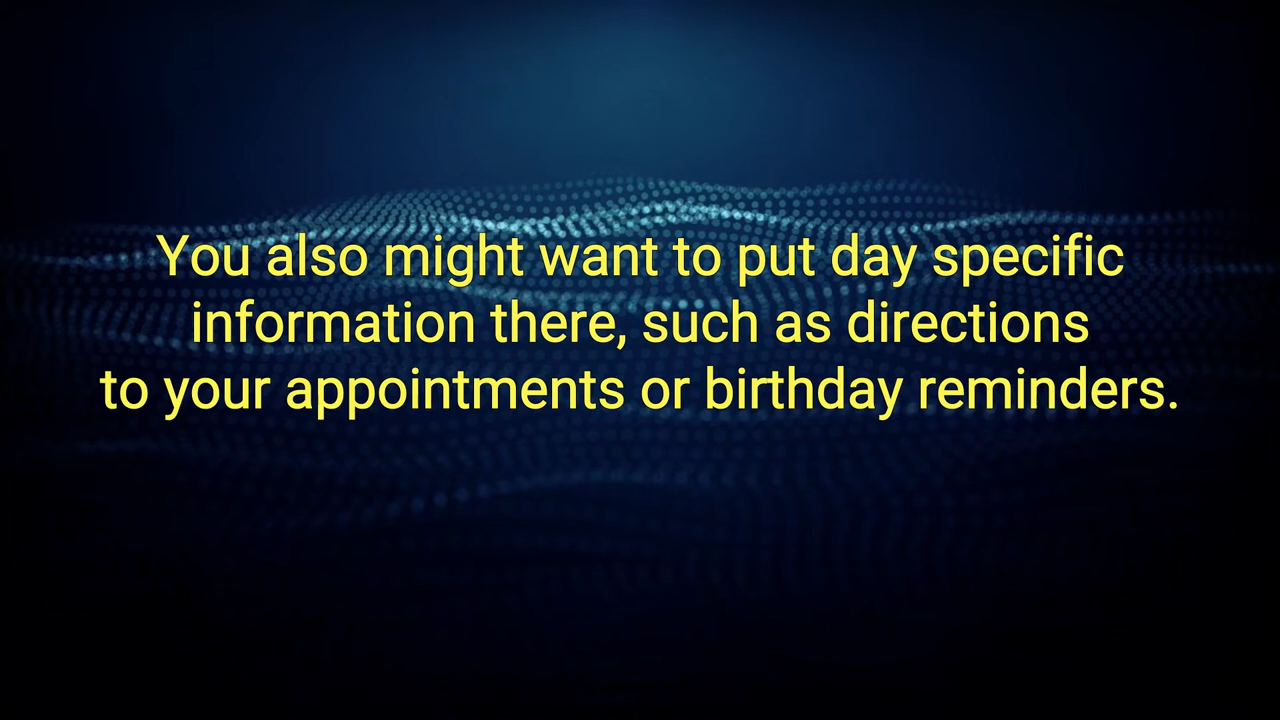 You also might want to put day specific
information there, such as directions
to your appointments or birthday reminders.